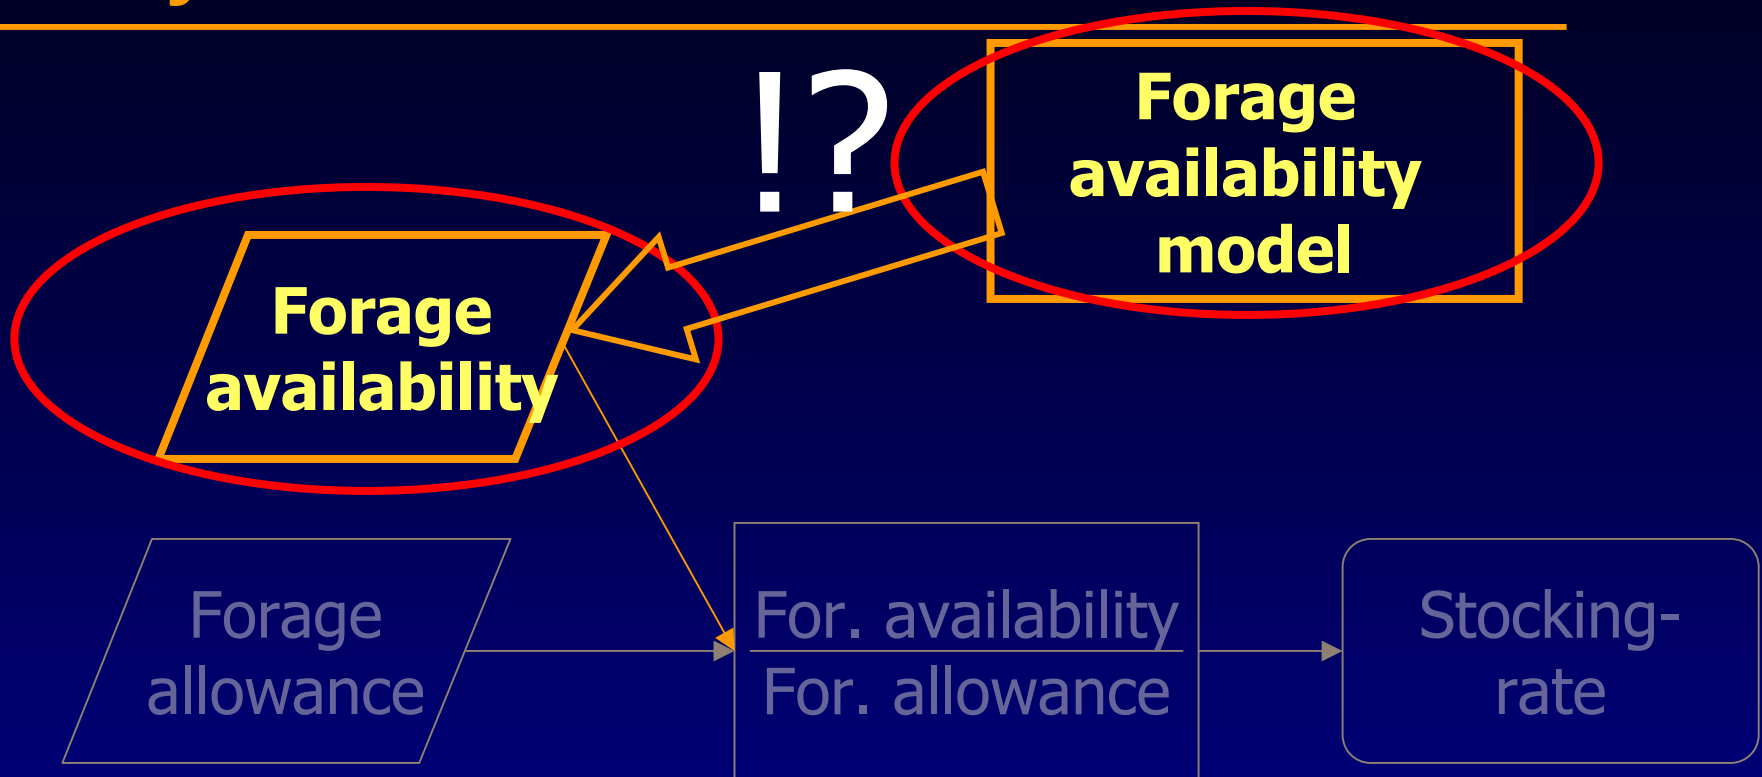 !?
Forage
availability
model
Forage
availability
Forage
allowance
For. availability
For. allowance
Stocking-
rate